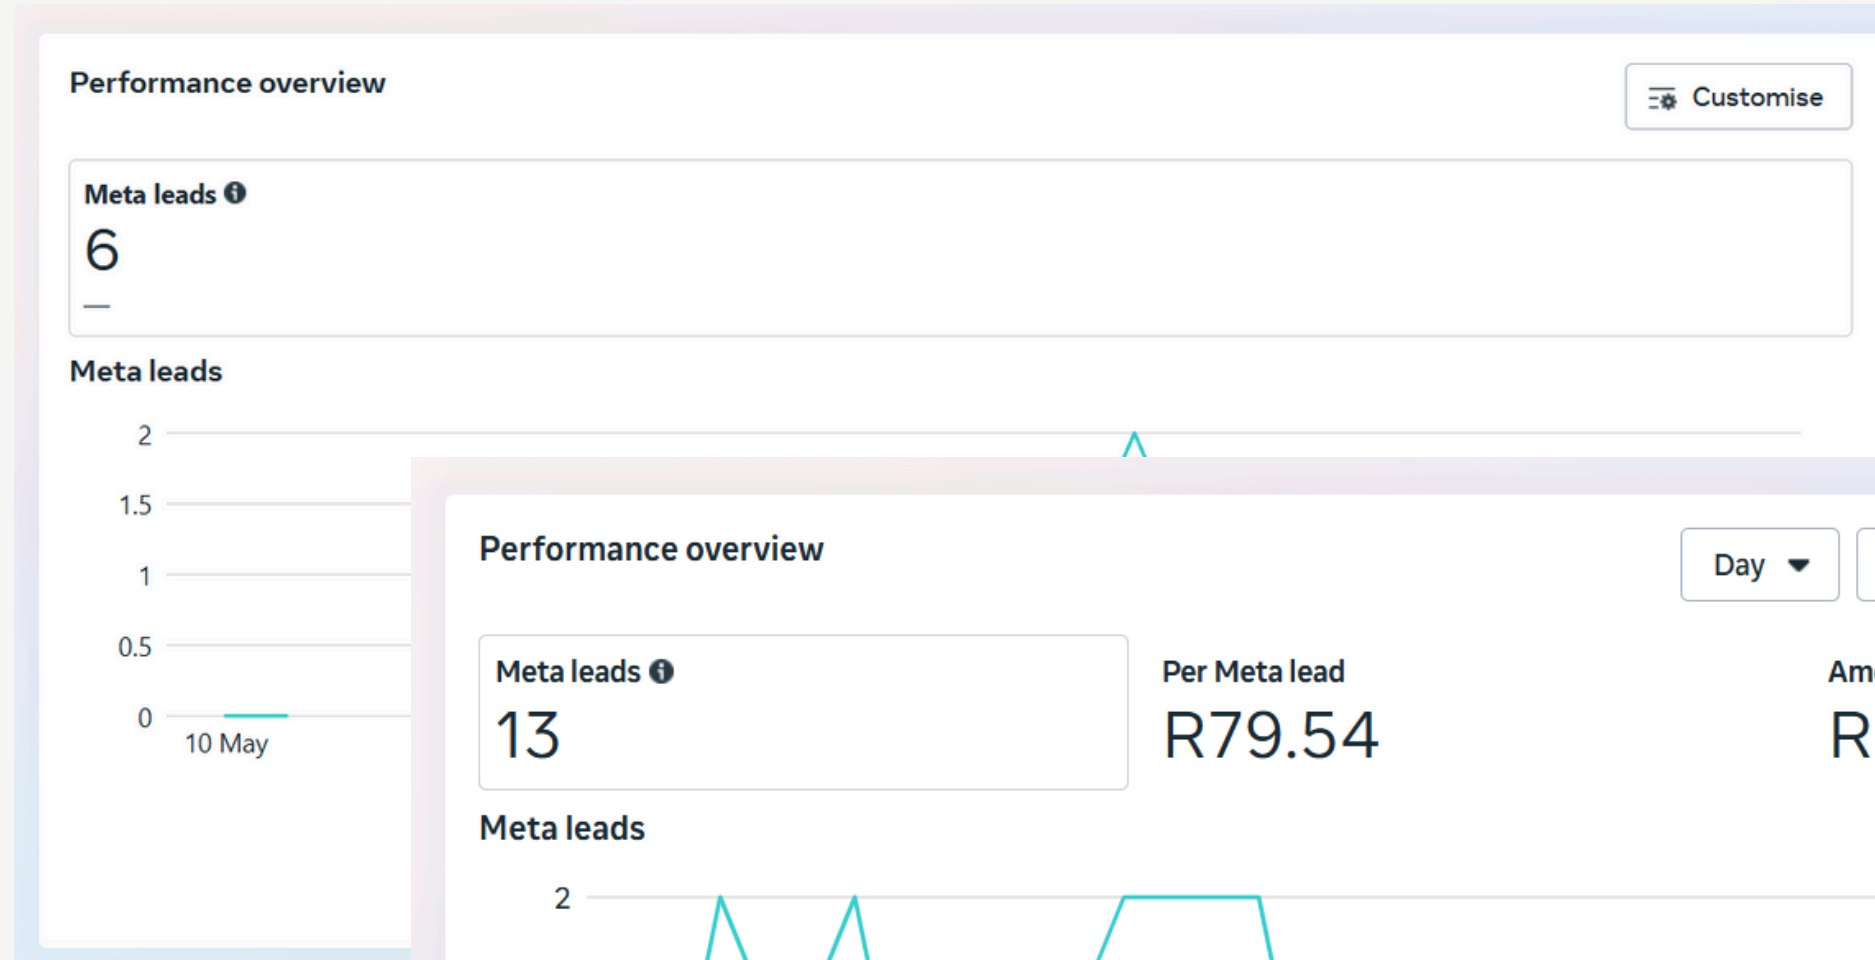 Performance overview
Customise
Meta leads
6
—
Meta leads
2
1.5
1
0.5
0
10 May
Performance overview
Day
Meta leads
Per Meta lead
13
R79.54
R
Meta leads
2